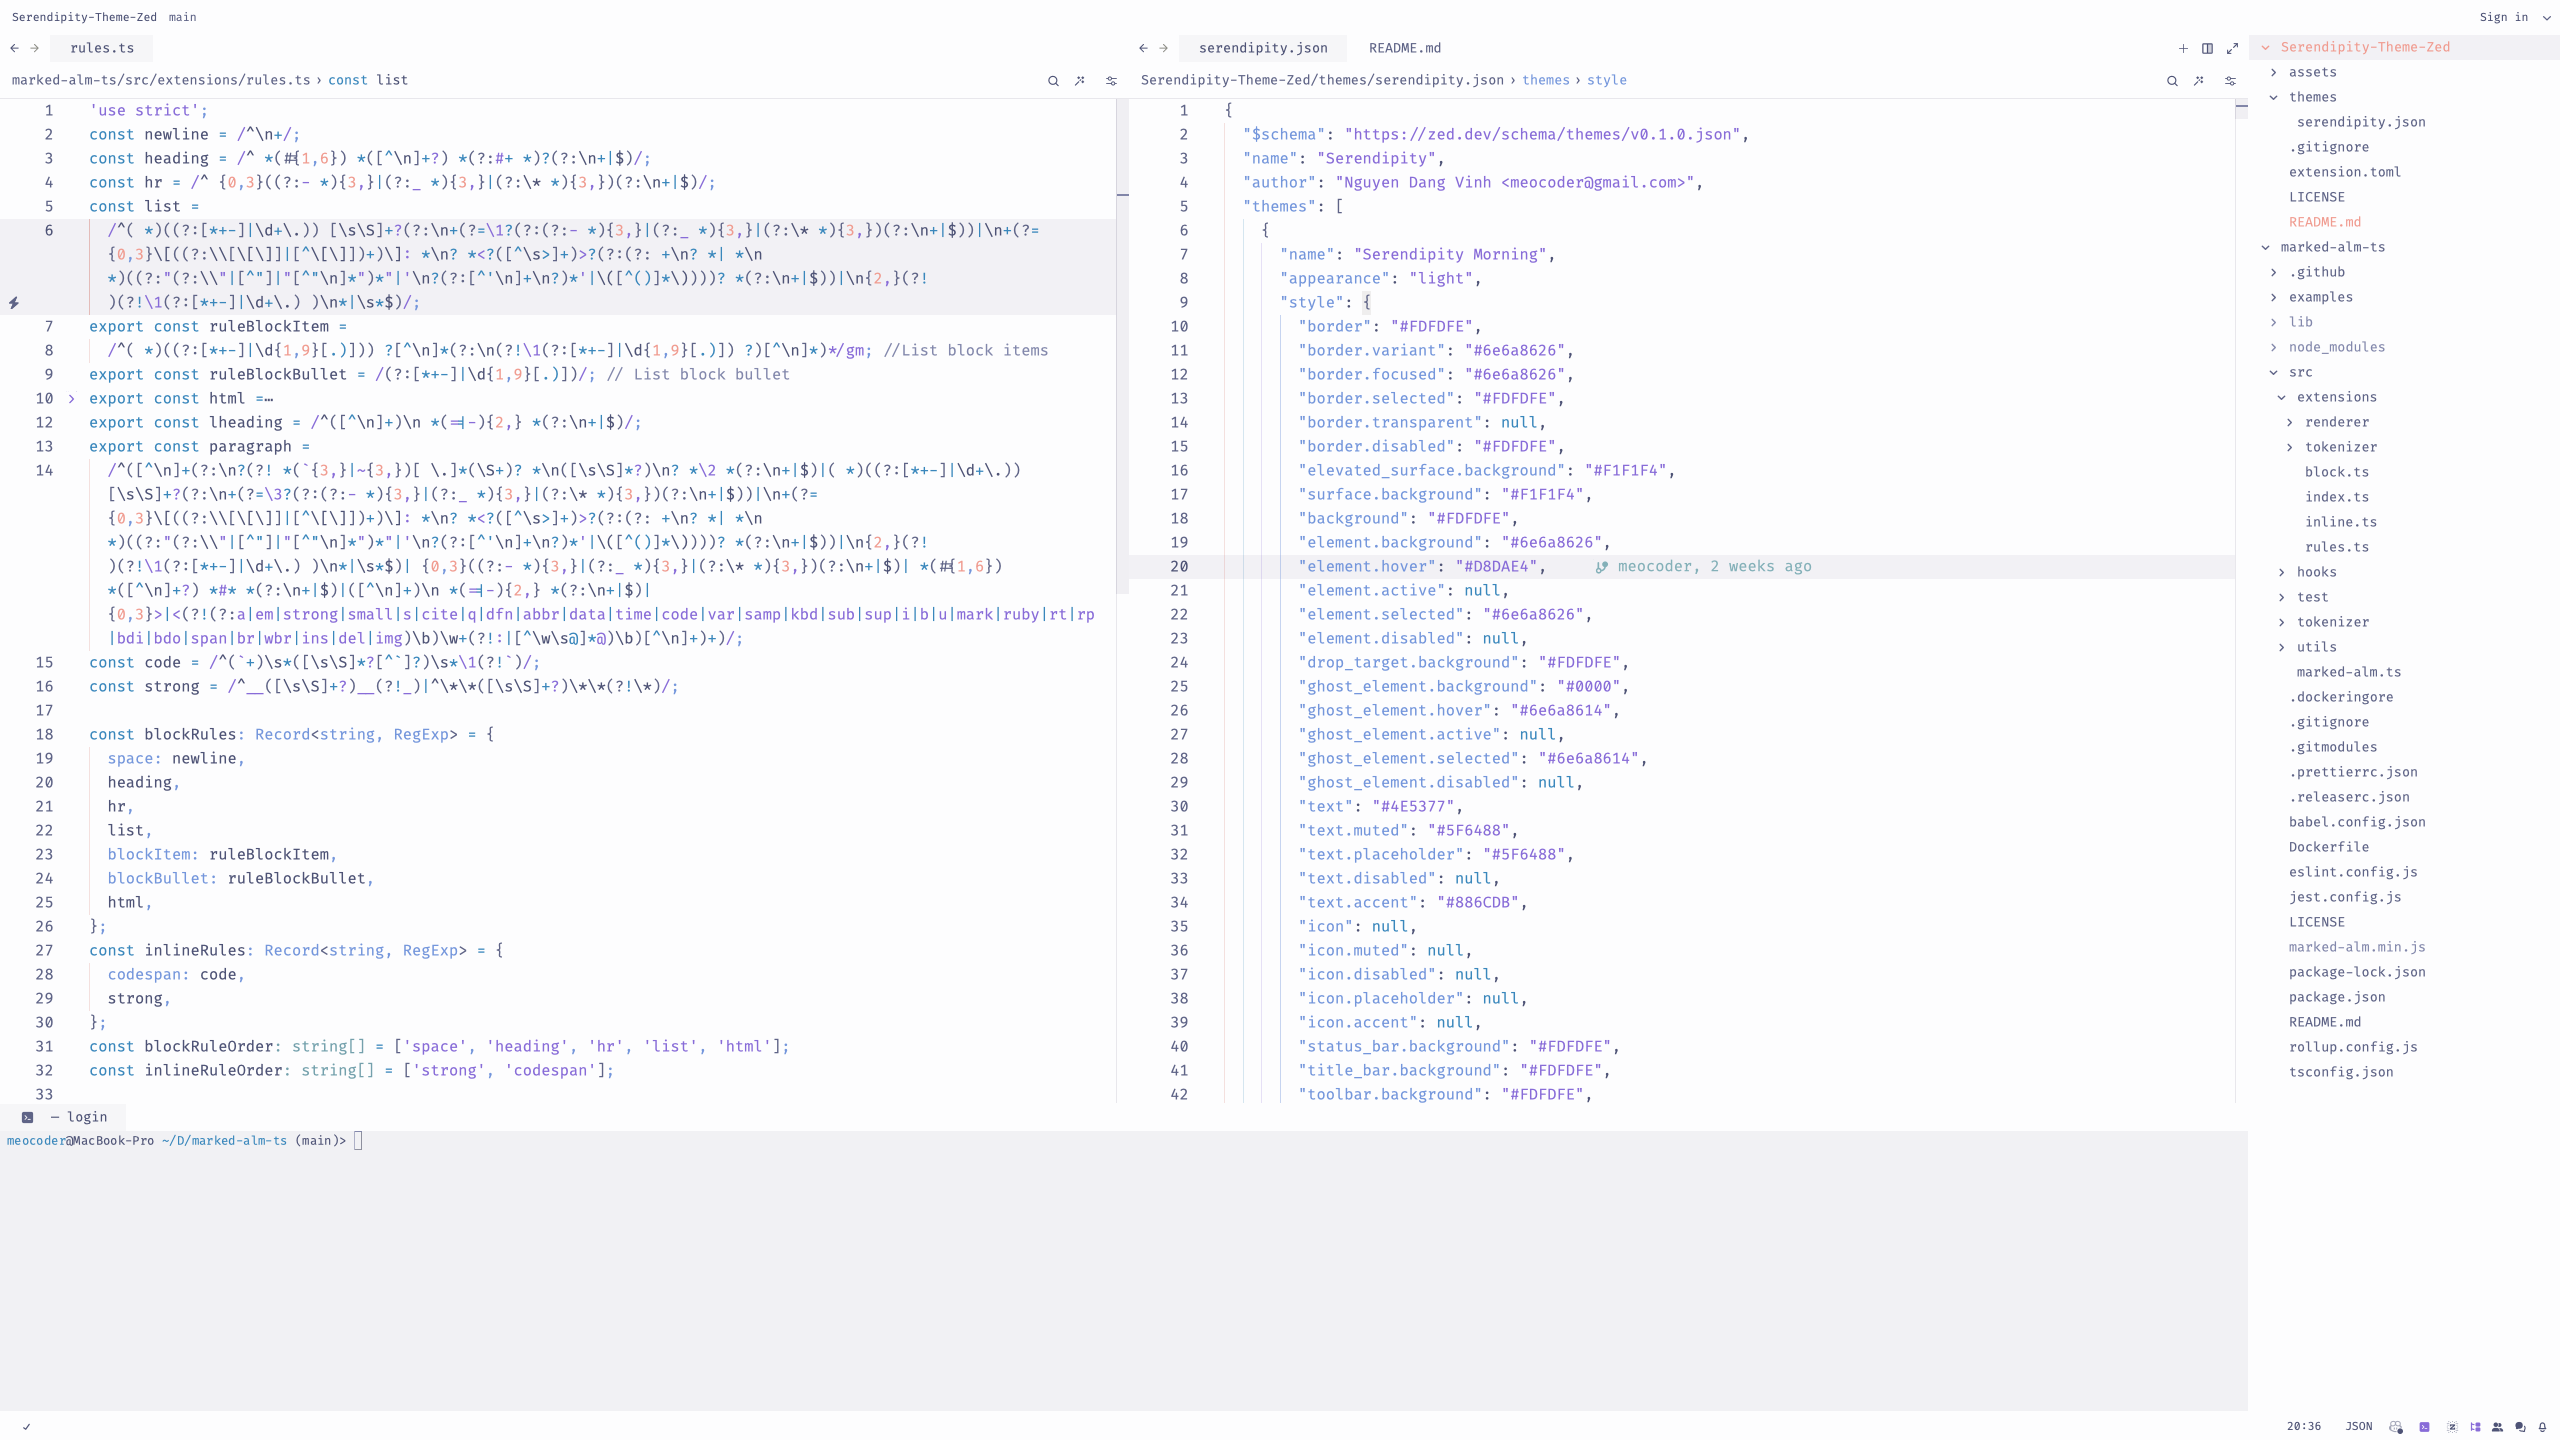 Serendipity-Theme-Zed main
Sign in
rules.ts
marked-alm-ts/src/extensions/rules.ts › const list
1 'use strict';
2 const newline = /^\n+/;
3 const heading = /^ *(#{1,6}) *([^\n]+?) *(?:#+ *)?(?:\n+|$)/;
4 const hr = /^ {0,3}((?:- *){3,}|(?:_ *){3,}|(?:\* *){3,})(?:\n+|$)/;
5 const list =
6 /^( *)((?:[*+-]|\d+\.)) [\s\S]+?(?:\n+(?=\1?(?:(?:- *){3,}|(?:_ *){3,}|(?:\* *){3,})(?:\n+|$))|\n+(?=
{0,3}\[((?:\\[\[\]]|[^\[\]])+)\]: *\n? *<?([^\s>]+)>?(?:(?: +\n? *| *\n
*)((?:"(?:\\"|[^"]|"[^"\n]*")*"|'\n?(?:[^'\n]+\n?)*'|\([^()]*\))))? *(?:\n+|$))|\n{2,}(?!
)(?!\1(?:[*+-]|\d+\.) )\n*|\s*$)/;
7 export const ruleBlockItem =
8 /^( *)((?:[*+-]|\d{1,9}[.)])) ?[^\n]*(?:\n(?!\1(?:[*+-]|\d{1,9}[.)]) ?)[^\n]*)*/gm; //List block items
9 export const ruleBlockBullet = /(?:[*+-]|\d{1,9}[.)])/; // List block bullet
10 export const html =⋯
12 export const lheading = /^([^\n]+)\n *(=|-){2,} *(?:\n+|$)/;
13 export const paragraph =
14 /^([^\n]+(?:\n?(?! *(`{3,}|~{3,})[ \.]*(\S+)? *\n([\s\S]*?)\n? *\2 *(?:\n+|$)|( *)((?:[*+-]|\d+\.))
[\s\S]+?(?:\n+(?=\3?(?:(?:- *){3,}|(?:_ *){3,}|(?:\* *){3,})(?:\n+|$))|\n+(?=
{0,3}\[((?:\\[\[\]]|[^\[\]])+)\]: *\n? *<?([^\s>]+)>?(?:(?: +\n? *| *\n
*)((?:"(?:\\"|[^"]|"[^"\n]*")*"|'\n?(?:[^'\n]+\n?)*'|\([^()]*\))))? *(?:\n+|$))|\n{2,}(?!
)(?!\1(?:[*+-]|\d+\.) )\n*|\s*$)| {0,3}((?:- *){3,}|(?:_ *){3,}|(?:\* *){3,})(?:\n+|$)| *(#{1,6})
*([^\n]+?) *#* *(?:\n+|$)|([^\n]+)\n *(=|-){2,} *(?:\n+|$)|
{0,3}>|<(?!(?:a|em|strong|small|s|cite|q|dfn|abbr|data|time|code|var|samp|kbd|sub|sup|i|b|u|mark|ruby|rt|rp
|bdi|bdo|span|br|wbr|ins|del|img)\b)\w+(?!:|[^\w\s@]*@)\b)[^\n]+)+)/;
15 const code = /^(`+)\s*([\s\S]*?[^`]?)\s*\1(?!`)/;
16 const strong = /^__([\s\S]+?)__(?!_)|^\*\*([\s\S]+?)\*\*(?!\*)/;
17
18 const blockRules: Record<string, RegExp> = {
19 space: newline,
20 heading,
21 hr,
22 list,
23 blockItem: ruleBlockItem,
24 blockBullet: ruleBlockBullet,
25 html,
26 };
27 const inlineRules: Record<string, RegExp> = {
28 codespan: code,
29 strong,
30 };
31 const blockRuleOrder: string[] = ['space', 'heading', 'hr', 'list', 'html'];
32 const inlineRuleOrder: string[] = ['strong', 'codespan'];
33
serendipity.json README.md
Serendipity-Theme-Zed/themes/serendipity.json › themes › style
1 {
2 "$schema": "https://zed.dev/schema/themes/v0.1.0.json",
3 "name": "Serendipity",
4 "author": "Nguyen Dang Vinh <meocoder@gmail.com>",
5 "themes": [
6 {
7 "name": "Serendipity Morning",
8 "appearance": "light",
9 "style": {
10 "border": "#FDFDFE",
11 "border.variant": "#6e6a8626",
12 "border.focused": "#6e6a8626",
13 "border.selected": "#FDFDFE",
14 "border.transparent": null,
15 "border.disabled": "#FDFDFE",
16 "elevated_surface.background": "#F1F1F4",
17 "surface.background": "#F1F1F4",
18 "background": "#FDFDFE",
19 "element.background": "#6e6a8626",
20 "element.hover": "#D8DAE4", meocoder, 2 weeks ago
21 "element.active": null,
22 "element.selected": "#6e6a8626",
23 "element.disabled": null,
24 "drop_target.background": "#FDFDFE",
25 "ghost_element.background": "#0000",
26 "ghost_element.hover": "#6e6a8614",
27 "ghost_element.active": null,
28 "ghost_element.selected": "#6e6a8614",
29 "ghost_element.disabled": null,
30 "text": "#4E5377",
31 "text.muted": "#5F6488",
32 "text.placeholder": "#5F6488",
33 "text.disabled": null,
34 "text.accent": "#886CDB",
35 "icon": null,
36 "icon.muted": null,
37 "icon.disabled": null,
38 "icon.placeholder": null,
39 "icon.accent": null,
40 "status_bar.background": "#FDFDFE",
41 "title_bar.background": "#FDFDFE",
42 "toolbar.background": "#FDFDFE",
Serendipity-Theme-Zed
assets
themes
serendipity.json
.gitignore
extension.toml
LICENSE
README.md
marked-alm-ts
.github
examples
lib
node_modules
src
extensions
renderer
tokenizer
block.ts
index.ts
inline.ts
rules.ts
hooks
test
tokenizer
utils
marked-alm.ts
.dockeringore
.gitignore
.gitmodules
.prettierrc.json
.releaserc.json
babel.config.json
Dockerfile
eslint.config.js
jest.config.js
LICENSE
marked-alm.min.js
package-lock.json
package.json
README.md
rollup.config.js
tsconfig.json
— login
meocoder@MacBook-Pro ~/D/marked-alm-ts (main)>
20:36 JSON